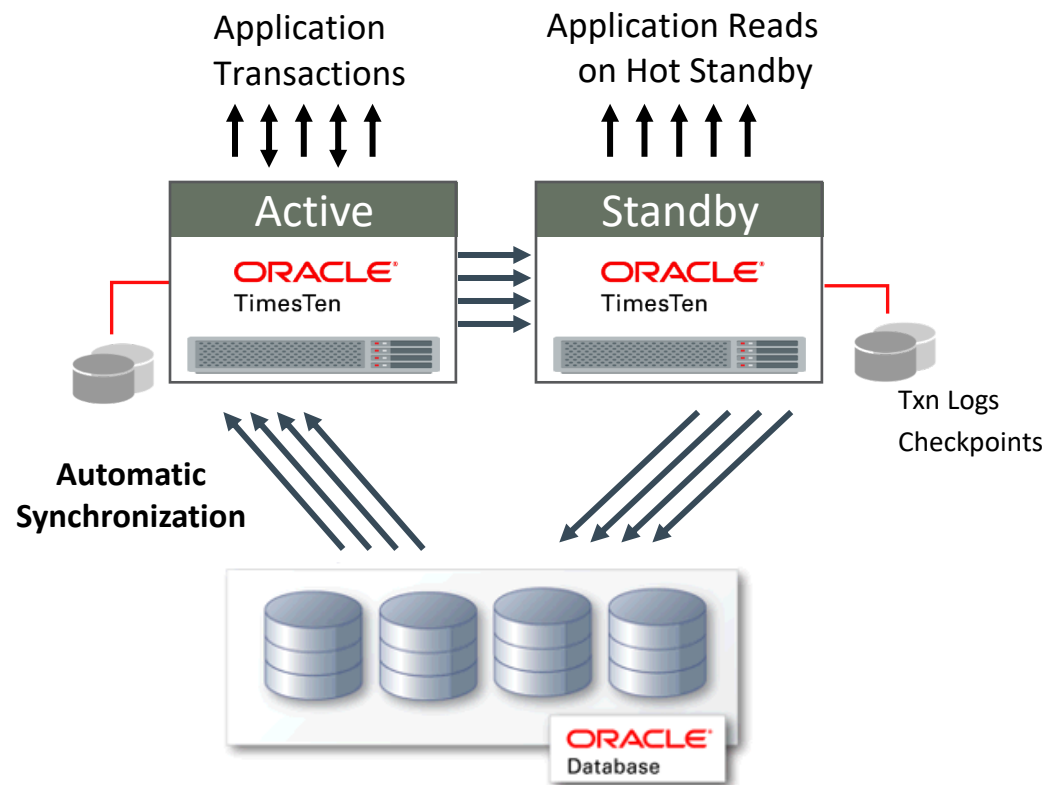 Application
Transactions
Application Reads
on Hot Standby
Active
Standby
ORACLE®
TimesTen
ORACLE®
TimesTen
Txn Logs
Checkpoints
Automatic
Synchronization
ORACLE®
Database